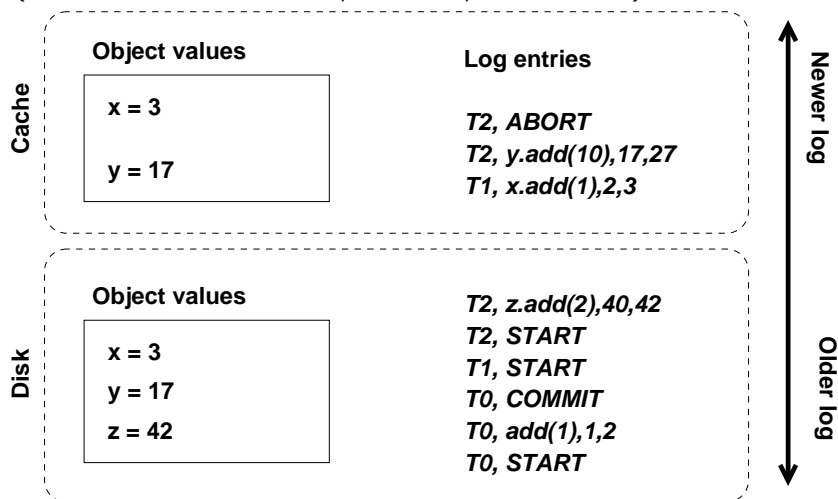 Cache
Object values
x = 3
y = 17
Log entries
T2, ABORT
T2, y.add(10),17,27
T1, x.add(1),2,3
Newer log
Disk
Object values
x = 3
y = 17
z = 42
T2, z.add(2),40,42
T2, START
T1, START
T0, COMMIT
T0, add(1),1,2
T0, START
Older log